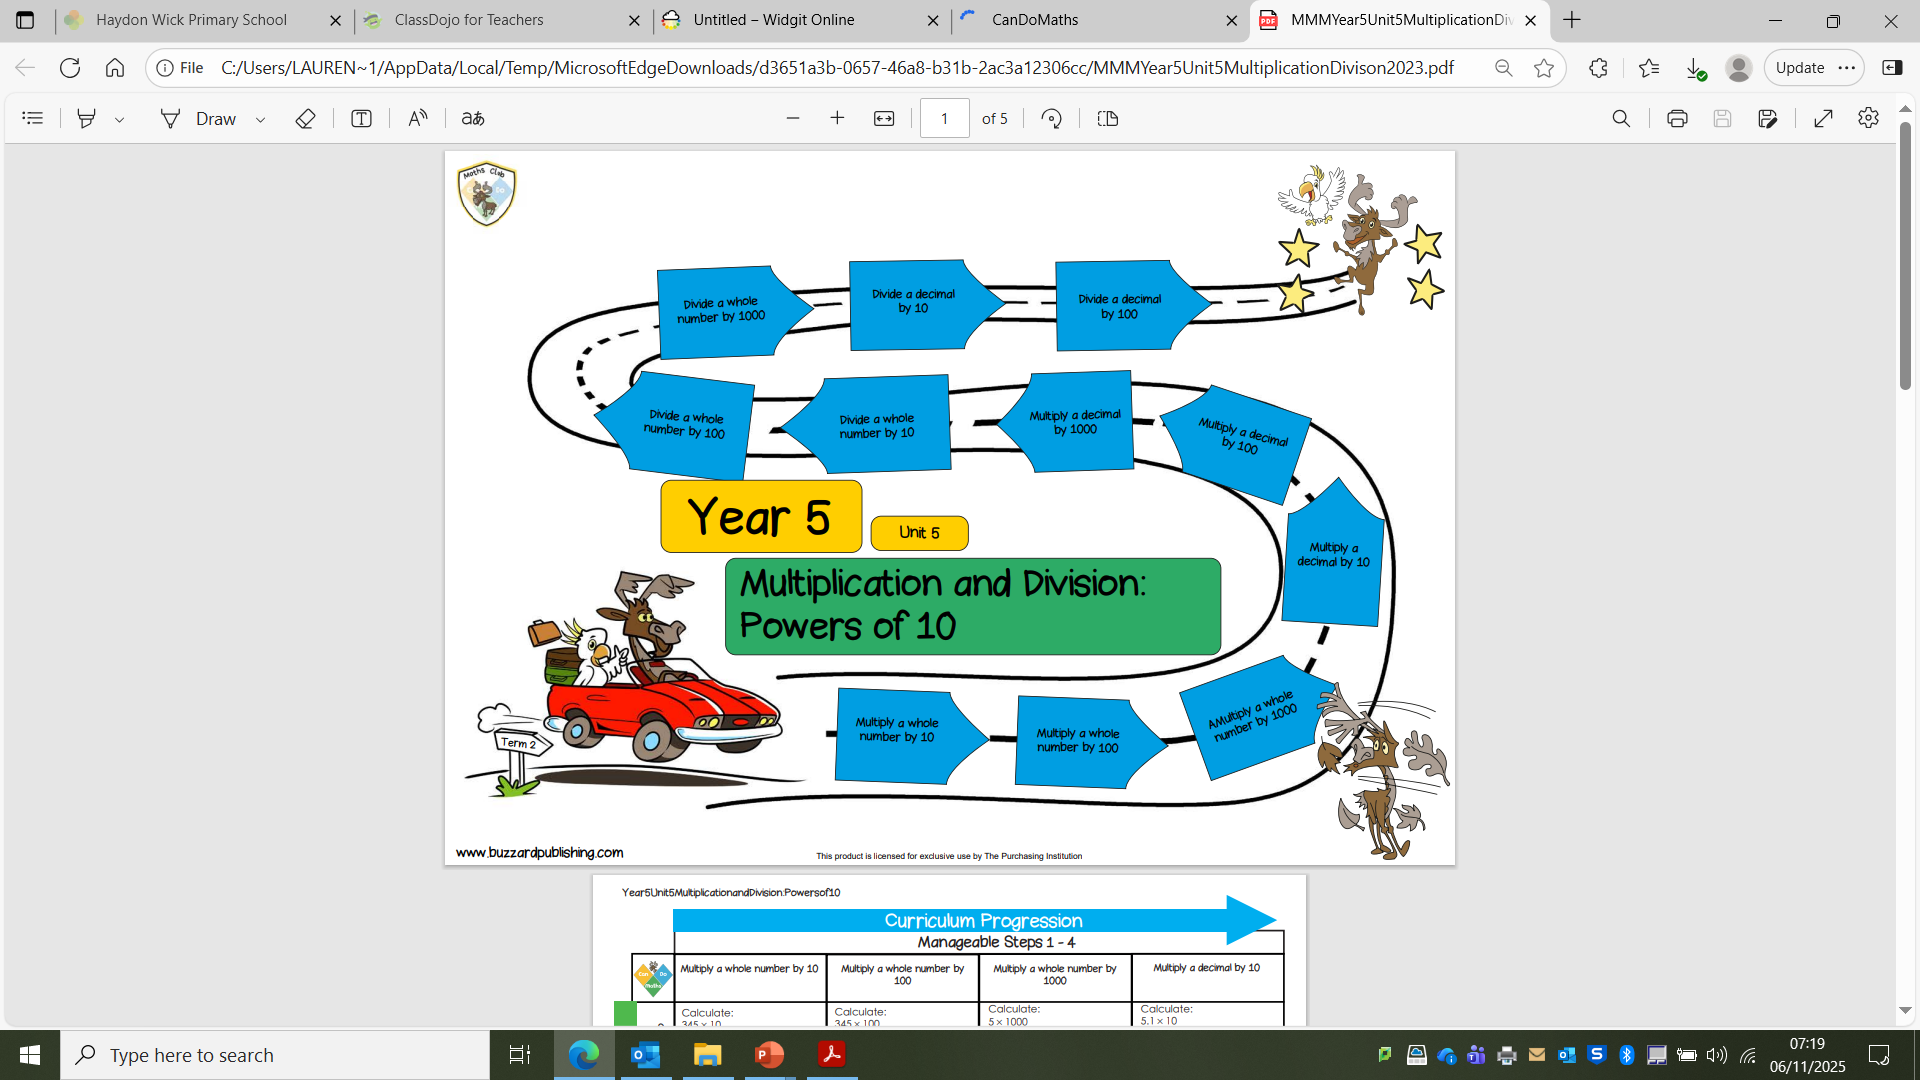 Haydon Wick Primary School
ClassDojo for Teachers
Untitled – Widgit Online
CanDoMaths
MMMYear5Unit5MultiplicationDiv
File
C:/Users/LAUREN~1/AppData/Local/Temp/MicrosoftEdgeDownloads/d3651a3b-0657-46a8-b31b-2ac3a12306cc/MMMYear5Unit5MultiplicationDivison2023.pdf
Update
Draw
1 of 5
Maths Club
Divide a whole
number by 1000
Divide a decimal
by 10
Divide a decimal
by 100
Divide a whole
number by 100
Divide a whole
number by 10
Multiply a decimal
by 1000
Multiply a decimal
by 100
Multiply a
decimal by 10
Year 5
Unit 5
Multiplication and Division:
Powers of 10
Term 2
Multiply a whole
number by 10
Multiply a whole
number by 100
AMultiply a whole
number by 1000
www.buzzardpublishing.com
This product is licensed for exclusive use by The Purchasing Institution
Year5Unit5MultiplicationandDivision:Powersof10
Curriculum Progression
Manageable Steps 1 - 4
Can Do
Maths
Multiply a whole number by 10
Multiply a whole number by
100
Multiply a whole number by
1000
Multiply a decimal by 10
Calculate:
345 × 10
Calculate:
345 × 100
Calculate:
5 × 1000
Calculate:
5.1 × 10
Type here to search
07:19
06/11/2025